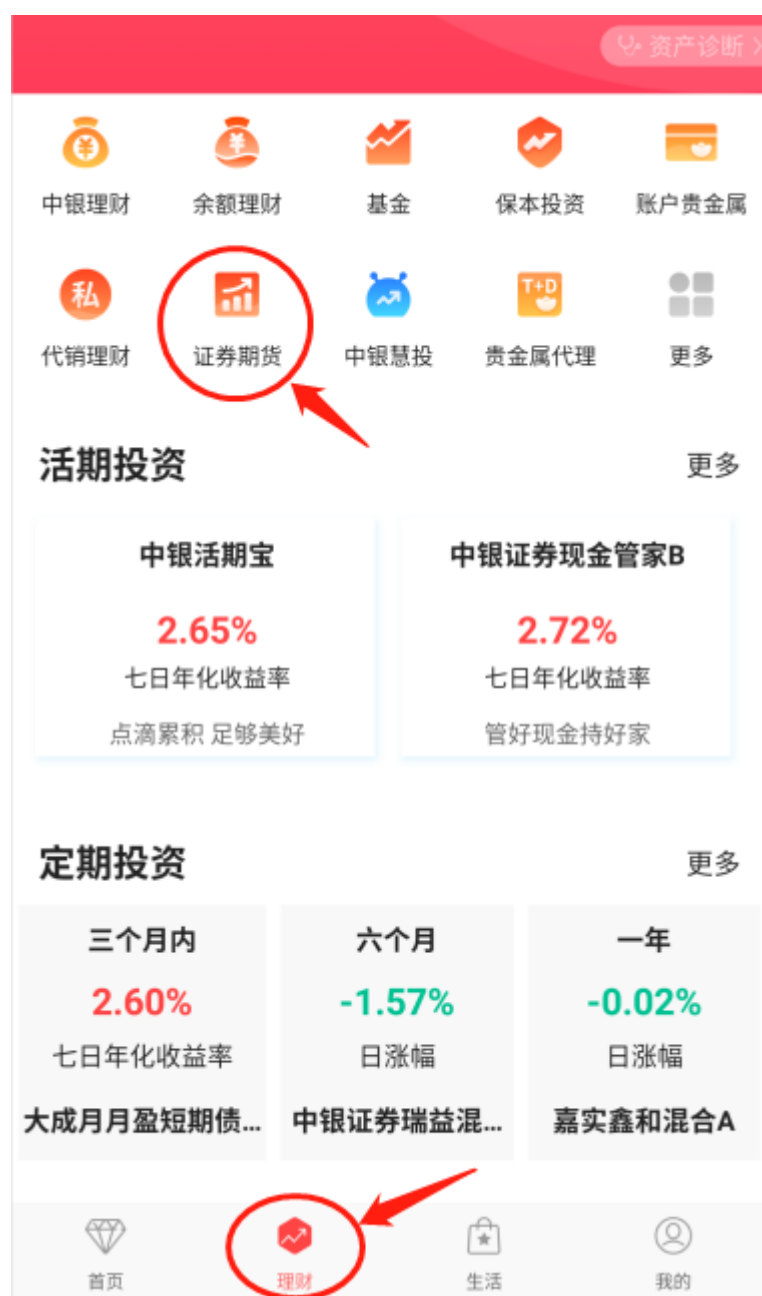 资产诊断
中银理财 余额理财 基金 保本投资 账户贵金属
私 T+D
代销理财 证券期货 中银慧投 贵金属代理 更多
活期投资 更多
中银活期宝 中银证券现金管家B
2.65% 2.72%
七日年化收益率 七日年化收益率
点滴累积 足够美好 管好现金持好家
定期投资 更多
三个月内 六个月 一年
2.60% -1.57% -0.02%
七日年化收益率 日涨幅 日涨幅
大成月月盈短期债... 中银证券瑞益混... 嘉实鑫和混合A
首页 理财 生活 我的